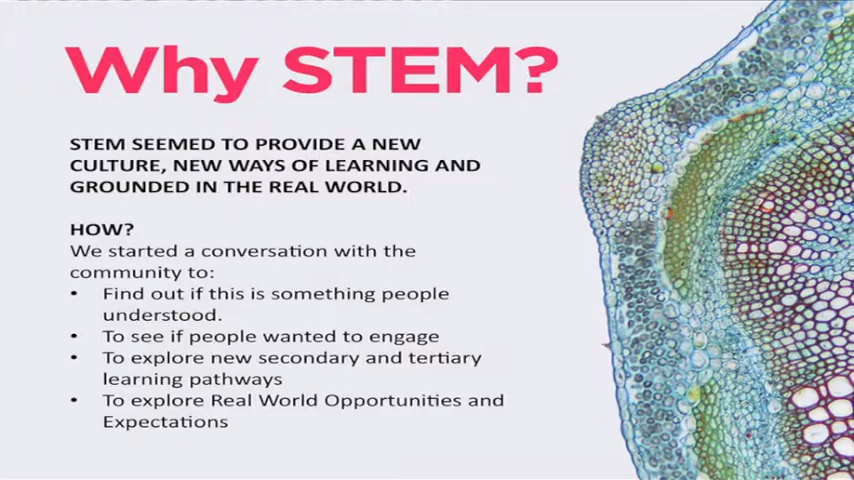 Why STEM?
STEM SEEMED TO PROVIDE A NEW
CULTURE, NEW WAYS OF LEARNING AND
GROUNDED IN THE REAL WORLD.
HOW?
We started a conversation with the
community to:
• Find out if this is something people
understood.
• To see if people wanted to engage
• To explore new secondary and tertiary
learning pathways
• To explore Real World Opportunities and
Expectations